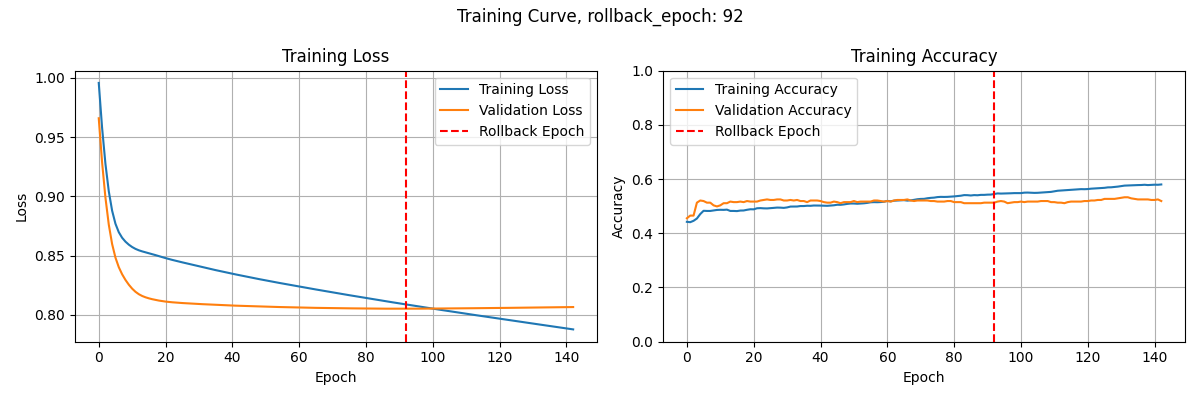 Training Curve, rollback_epoch: 92
Training Loss
1.00
0.95
0.90
0.85
0.80
Loss
0 20 40 60 80 100 120 140
Epoch
Training Loss
Validation Loss
Rollback Epoch
Training Accuracy
1.0
0.8
0.6
0.4
0.2
0.0
Accuracy
0 20 40 60 80 100 120 140
Epoch
Training Accuracy
Validation Accuracy
Rollback Epoch